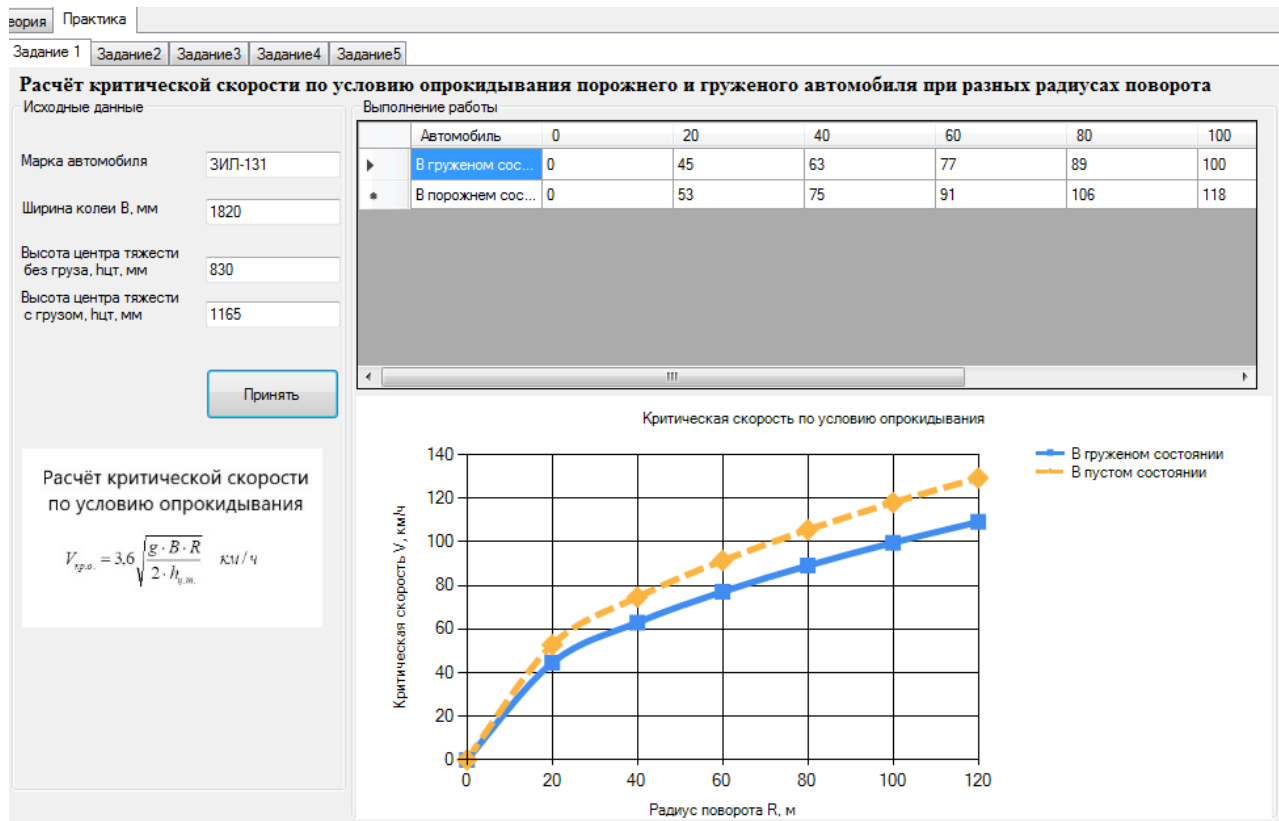 еория Практика
Задание 1 Задание2 Задание3 Задание4 Задание5
Расчёт критической скорости по условию опрокидывания порожнего и груженого автомобиля при разных радиусах поворота
Исходные данные
Марка автомобиля ЗИЛ-131
Ширина колеи B, мм 1820
Высота центра тяжести
без груза, hцт, мм 830
Высота центра тяжести
с грузом, hцт, мм 1165
Принять
Расчёт критической скорости
по условию опрокидывания
V кр.о. = 3,6 √ g · B · R / 2 · h ц.т. км / ч
Выполнение работы
Автомобиль 0 20 40 60 80 100
В груженом сос... 0 45 63 77 89 100
В порожнем сос... 0 53 75 91 106 118
Критическая скорость по условию опрокидывания
Критическая скорость V, км/ч
140
120
100
80
60
40
20
0
0 20 40 60 80 100 120
Радиус поворота R, м
В груженом состоянии
В пустом состоянии